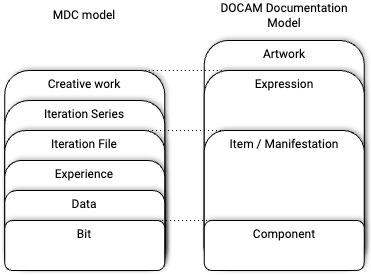 MDC model
Creative work
Iteration Series
Iteration File
Experience
Data
Bit
DOCAM Documentation
Model
Artwork
Expression
Item / Manifestation
Component